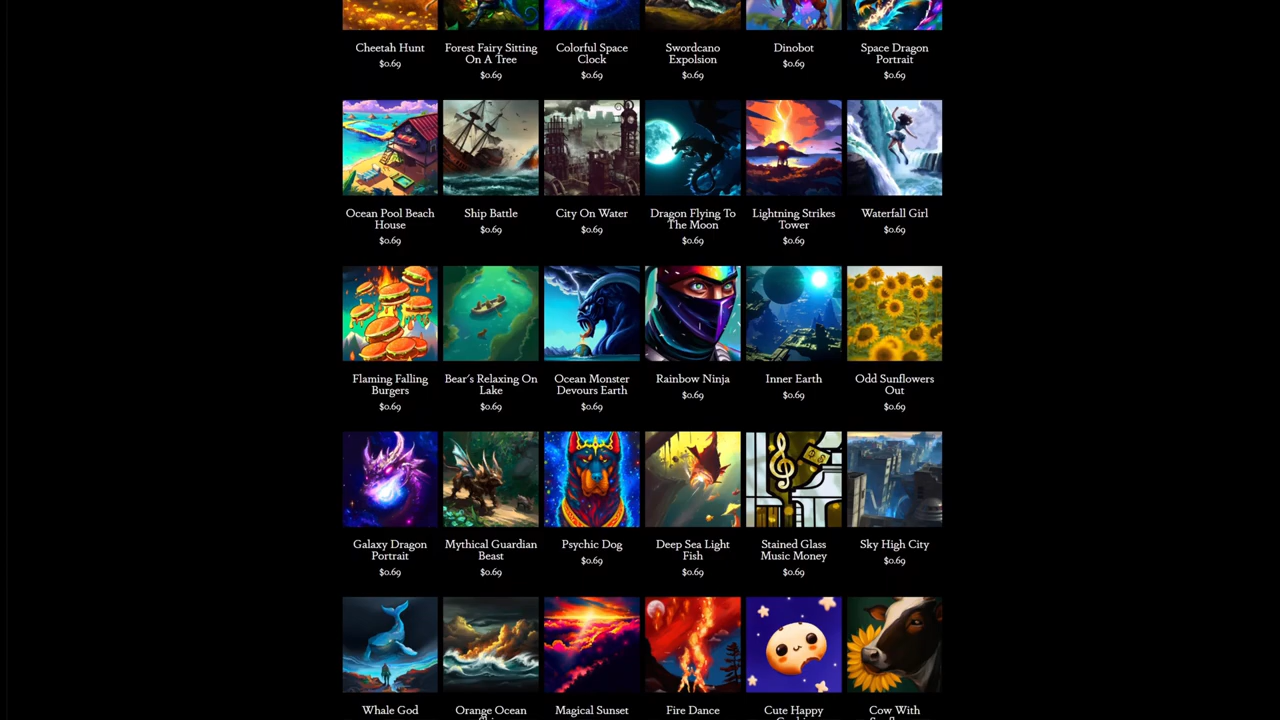 Cheetah Hunt
$0.69
Forest Fairy Sitting
On A Tree
$0.69
Colorful Space
Clock
$0.69
Swordcano
Expolsion
$0.69
Dinobot
$0.69
Space Dragon
Portrait
$0.69
Ocean Pool Beach
House
$0.69
Ship Battle
$0.69
City On Water
$0.69
Dragon Flying To
The Moon
$0.69
Lightning Strikes
Tower
$0.69
Waterfall Girl
$0.69
Flaming Falling
Burgers
$0.69
Bear's Relaxing On
Lake
$0.69
Ocean Monster
Devours Earth
$0.69
Rainbow Ninja
$0.69
Inner Earth
$0.69
Odd Sunflowers
Out
$0.69
Galaxy Dragon
Portrait
$0.69
Mythical Guardian
Beast
$0.69
Psychic Dog
$0.69
Deep Sea Light
Fish
$0.69
Stained Glass
Music Money
$0.69
Sky High City
$0.69
Whale God
Orange Ocean
Magical Sunset
Fire Dance
Cute Happy
Cow With